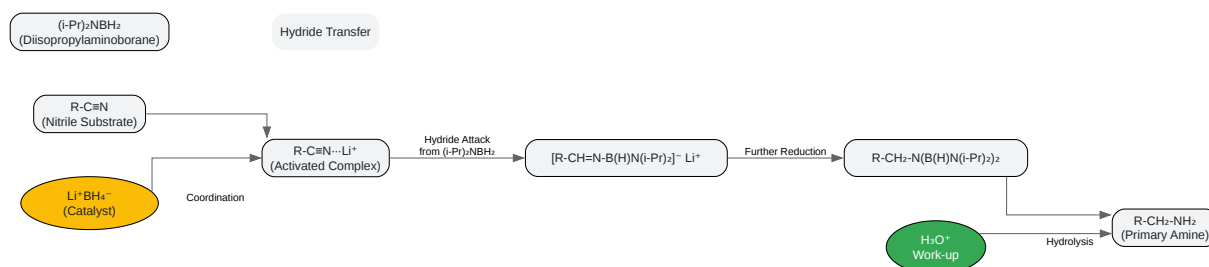 (i-Pr)₂NBH₂
(Diisopropylaminoborane)
Hydride Transfer
R-C≡N
(Nitrile Substrate)
Li⁺BH₄⁻
(Catalyst)
Coordination
R-C≡N···Li⁺
(Activated Complex)
Hydride Attack
from (i-Pr)₂NBH₂
[R-CH=N-B(H)N(i-Pr)₂]⁻ Li⁺
Further Reduction
R-CH₂-N(B(H)N(i-Pr)₂)₂
H₃O⁺
Work-up
Hydrolysis
R-CH₂-NH₂
(Primary Amine)